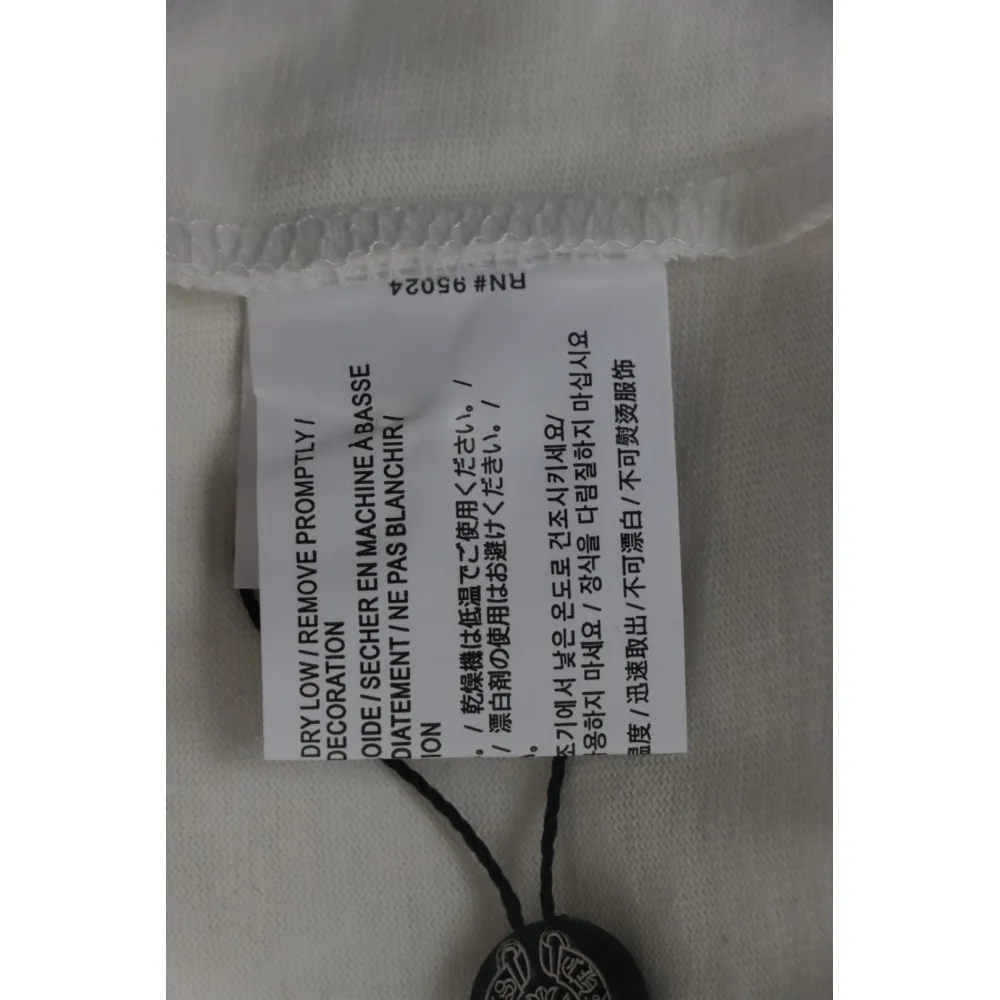 RN# 95024
DRY LOW / REMOVE PROMPTLY /
DECORATION
OIDE / SECHER EN MACHINE À BASSE
DIATEMENT / NE PAS BLANCHIR /
ION
。/ 乾燥機は低温でご使用ください。/
/ 漂白剤の使用はお避けください。/
。
조기에서 낮은 온도로 건조시키세요/
용하지 마세요 / 장식을 다림질하지 마십시요
温度 / 迅速取出 / 不可漂白 / 不可熨烫服饰